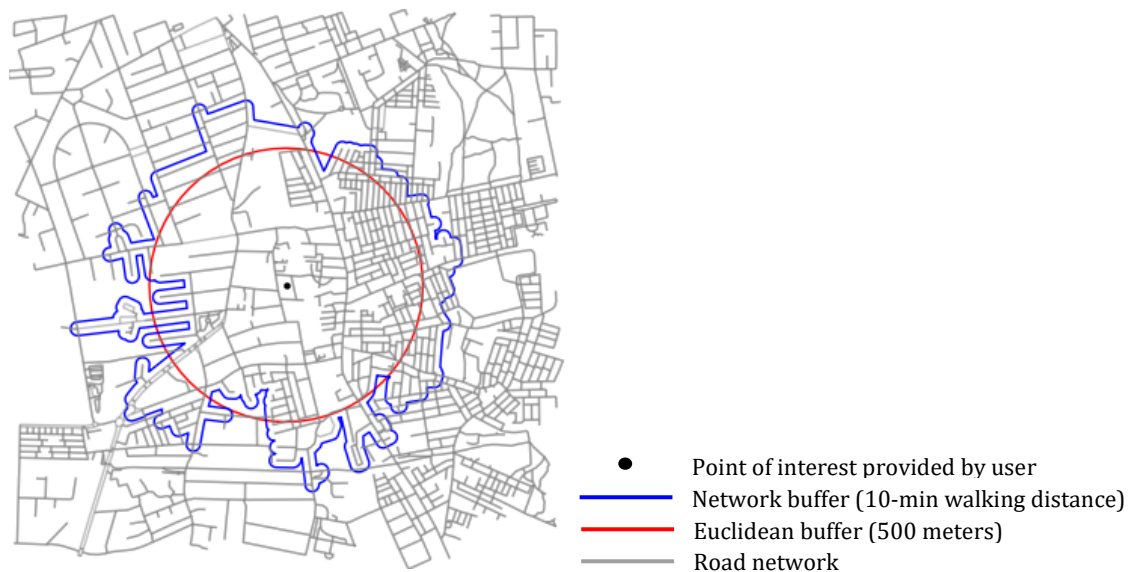 Point of interest provided by user
Network buffer (10-min walking distance)
Euclidean buffer (500 meters)
Road network